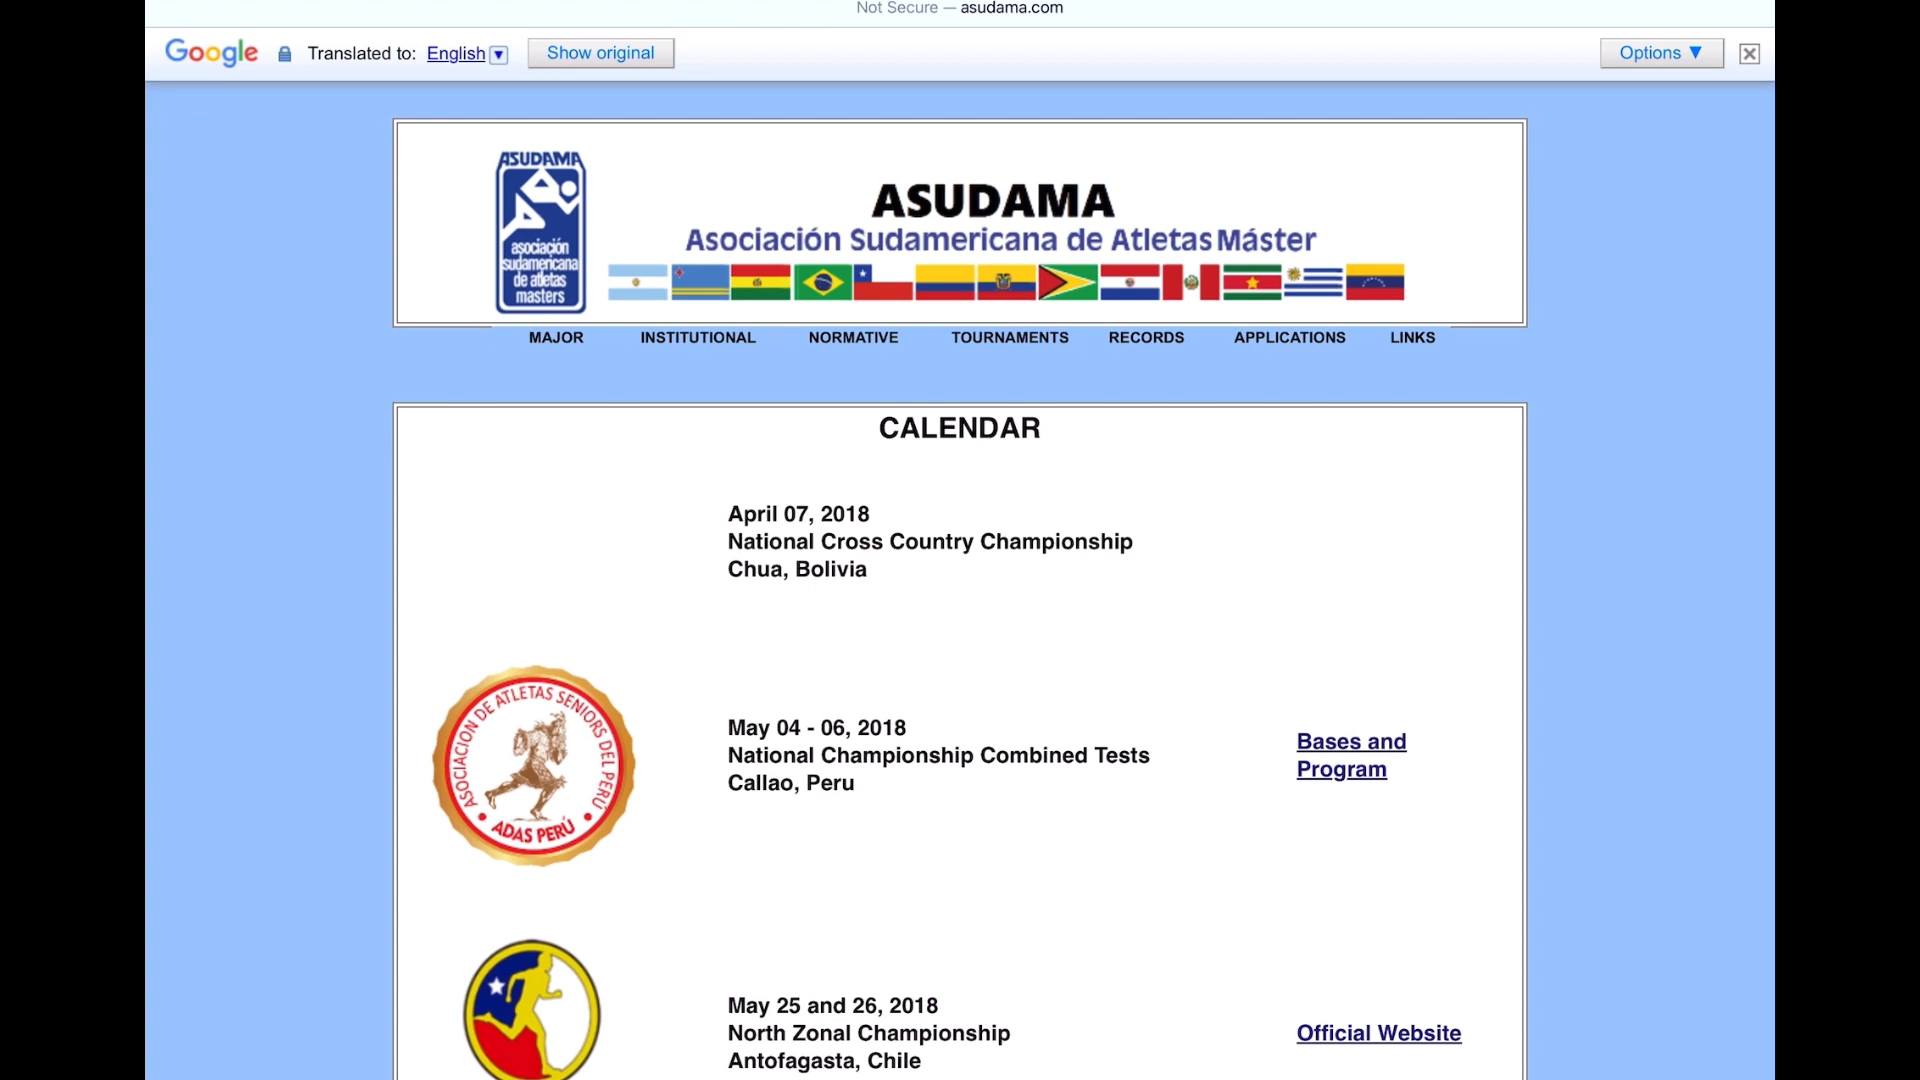 Not Secure — asudama.com
Google Translated to: English ▼ Show original Options ▼
ASUDAMA
asociación
sudamericana
de atletas
masters
ASUDAMA
Asociación Sudamericana de Atletas Máster
MAJOR INSTITUTIONAL NORMATIVE TOURNAMENTS RECORDS APPLICATIONS LINKS
CALENDAR
April 07, 2018
National Cross Country Championship
Chua, Bolivia
ASOCIACION DE ATLETAS SENIORS DEL PERÚ
ADAS PERÚ
May 04 - 06, 2018
National Championship Combined Tests
Callao, Peru
Bases and
Program
May 25 and 26, 2018
North Zonal Championship
Antofagasta, Chile
Official Website